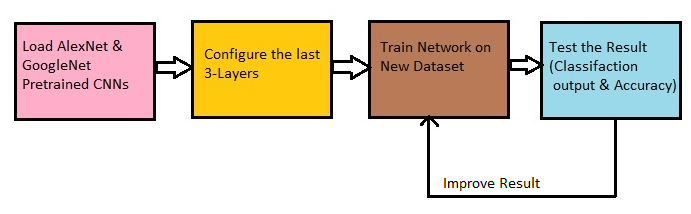 Load AlexNet &
GoogleNet
Pretrained CNNs
Configure the last
3-Layers
Train Network on
New Dataset
Test the Result
(Classifaction
output & Accuracy)
Improve Result